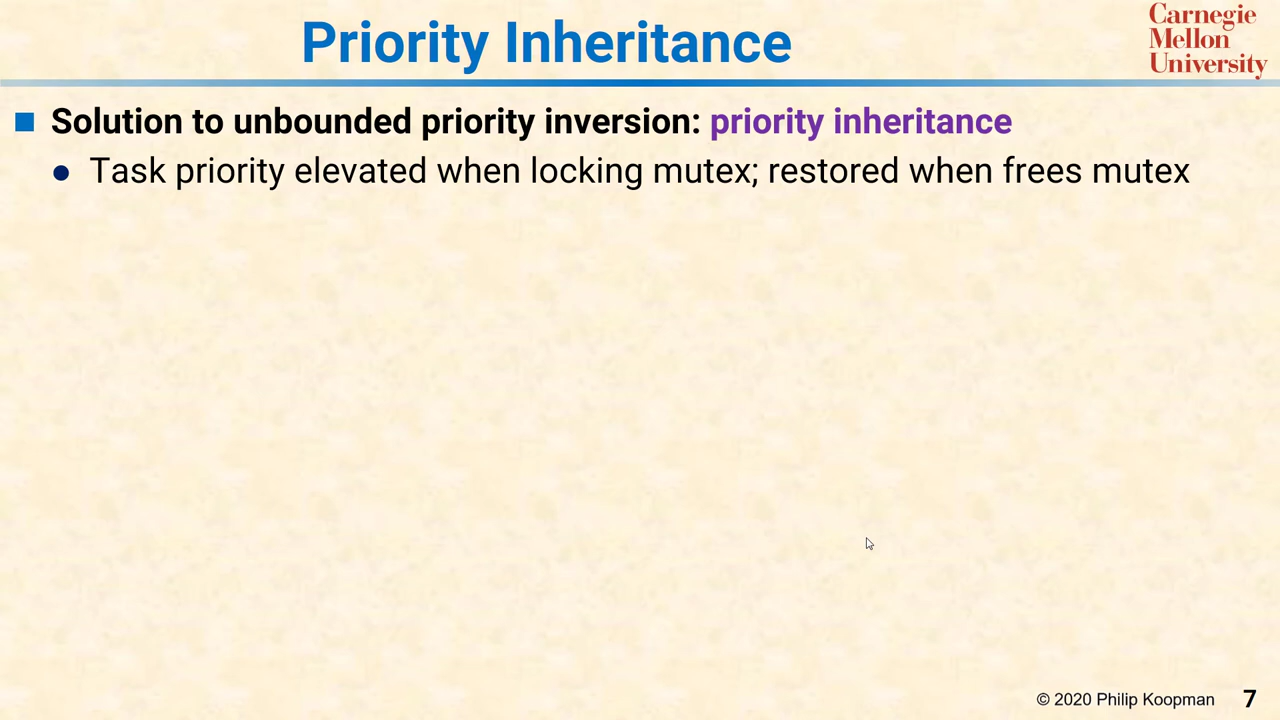 Priority Inheritance
Carnegie
Mellon
University
Solution to unbounded priority inversion: priority inheritance
Task priority elevated when locking mutex; restored when frees mutex
© 2020 Philip Koopman 7